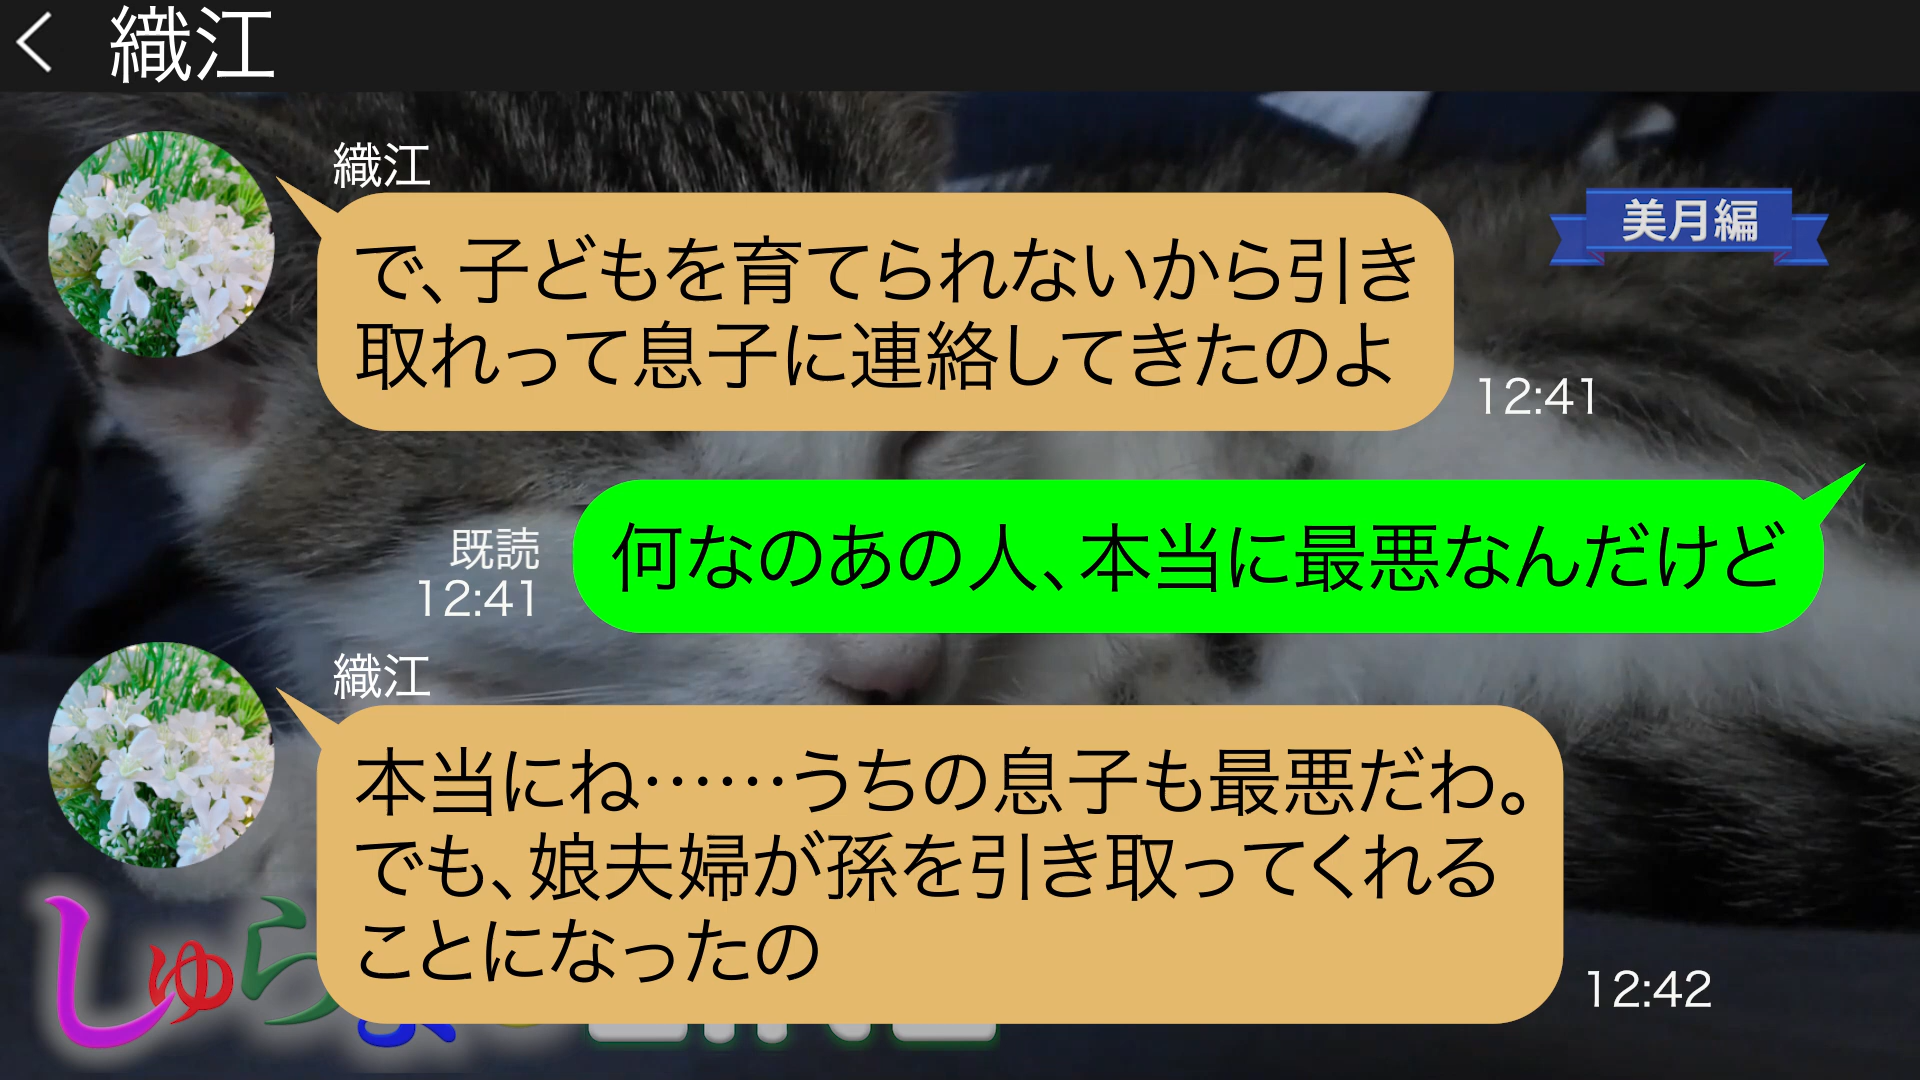 織江
織江
美月編
で、子どもを育てられないから引き
取れって息子に連絡してきたのよ
12:41
何なのあの人、本当に最悪なんだけど
既読
12:41
織江
本当にね……うちの息子も最悪だわ。
でも、娘夫婦が孫を引き取ってくれる
ことになったの
12:42
しゅら